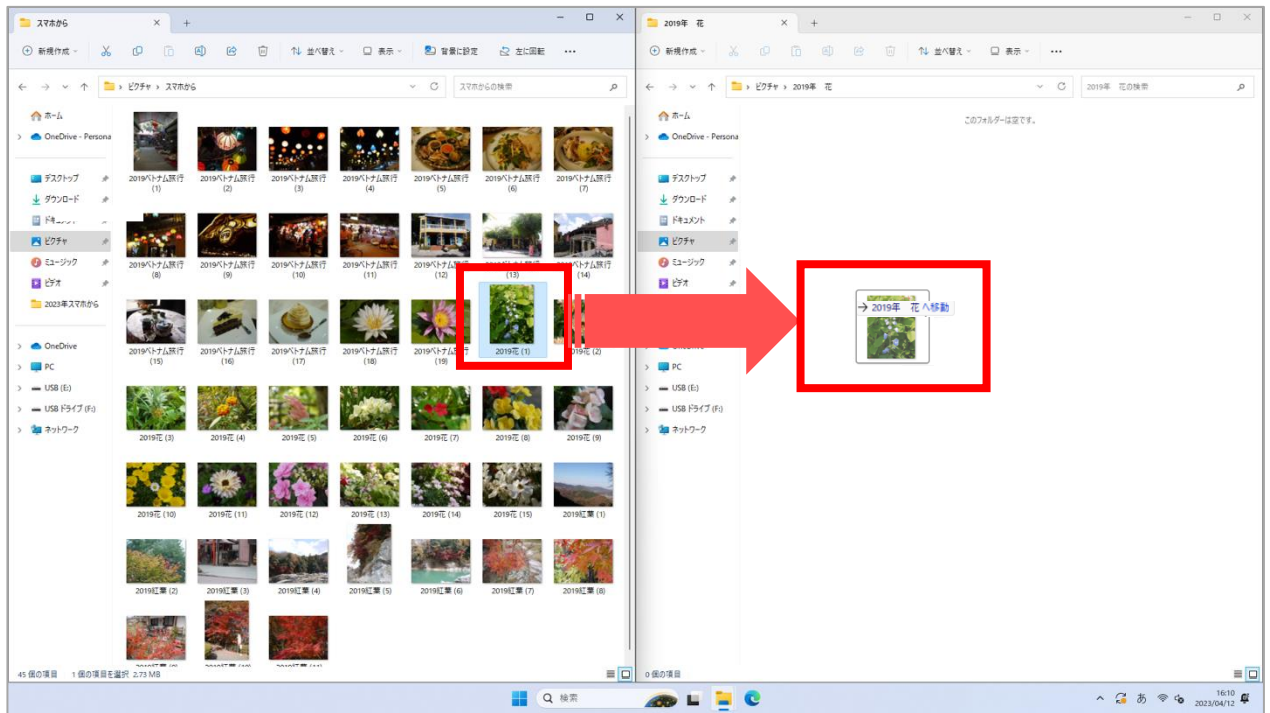 スマホから
新規作成
並べ替え
表示
背景に設定
左に回転
ピクチャ › スマホから
スマホからの検索
ホーム
OneDrive - Persona
デスクトップ
ダウンロード
ピクチャ
ミュージック
ビデオ
2023年スマホから
OneDrive
PC
USB (E:)
USB ドライブ (F:)
ネットワーク
2019ベトナム旅行 (1)
2019ベトナム旅行 (2)
2019ベトナム旅行 (3)
2019ベトナム旅行 (4)
2019ベトナム旅行 (5)
2019ベトナム旅行 (6)
2019ベトナム旅行 (7)
2019ベトナム旅行 (8)
2019ベトナム旅行 (9)
2019ベトナム旅行 (10)
2019ベトナム旅行 (11)
2019ベトナム旅行 (12)
(13)
2019ベトナム旅行 (14)
2019ベトナム旅行 (15)
2019ベトナム旅行 (16)
2019ベトナム旅行 (17)
2019ベトナム旅行 (18)
2019ベトナム旅行 (19)
2019花 (1)
2019花 (2)
2019花 (3)
2019花 (4)
2019花 (5)
2019花 (6)
2019花 (7)
2019花 (8)
2019花 (9)
2019花 (10)
2019花 (11)
2019花 (12)
2019花 (13)
2019花 (14)
2019花 (15)
2019紅葉 (1)
2019紅葉 (2)
2019紅葉 (3)
2019紅葉 (4)
2019紅葉 (5)
2019紅葉 (6)
2019紅葉 (7)
2019紅葉 (8)
45 個の項目 1 個の項目を選択 2.73 MB
2019年 花
新規作成
並べ替え
表示
ピクチャ › 2019年 花
2019年 花の検索
ホーム
OneDrive - Persona
デスクトップ
ダウンロード
ドキュメント
ピクチャ
ミュージック
ビデオ
PC
USB (E:)
USB ドライブ (F:)
ネットワーク
このフォルダーは空です。
→ 2019年 花 へ移動
0 個の項目
検索
あ
16:10
2023/04/12